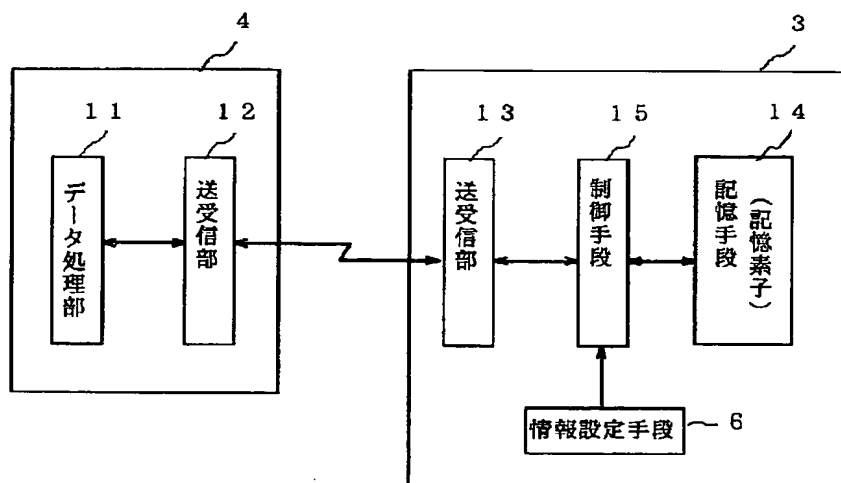 4
3
11
12
13
15
14
データ処理部
送受信部
送受信部
制御手段
記憶手段
(記憶素子)
情報設定手段
6